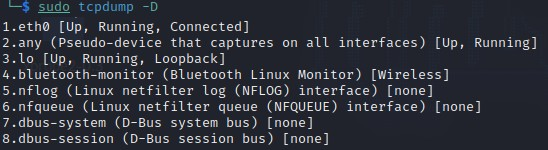 └─$ sudo tcpdump -D
1.eth0 [Up, Running, Connected]
2.any (Pseudo-device that captures on all interfaces) [Up, Running]
3.lo [Up, Running, Loopback]
4.bluetooth-monitor (Bluetooth Linux Monitor) [Wireless]
5.nflog (Linux netfilter log (NFLOG) interface) [none]
6.nfqueue (Linux netfilter queue (NFQUEUE) interface) [none]
7.dbus-system (D-Bus system bus) [none]
8.dbus-session (D-Bus session bus) [none]